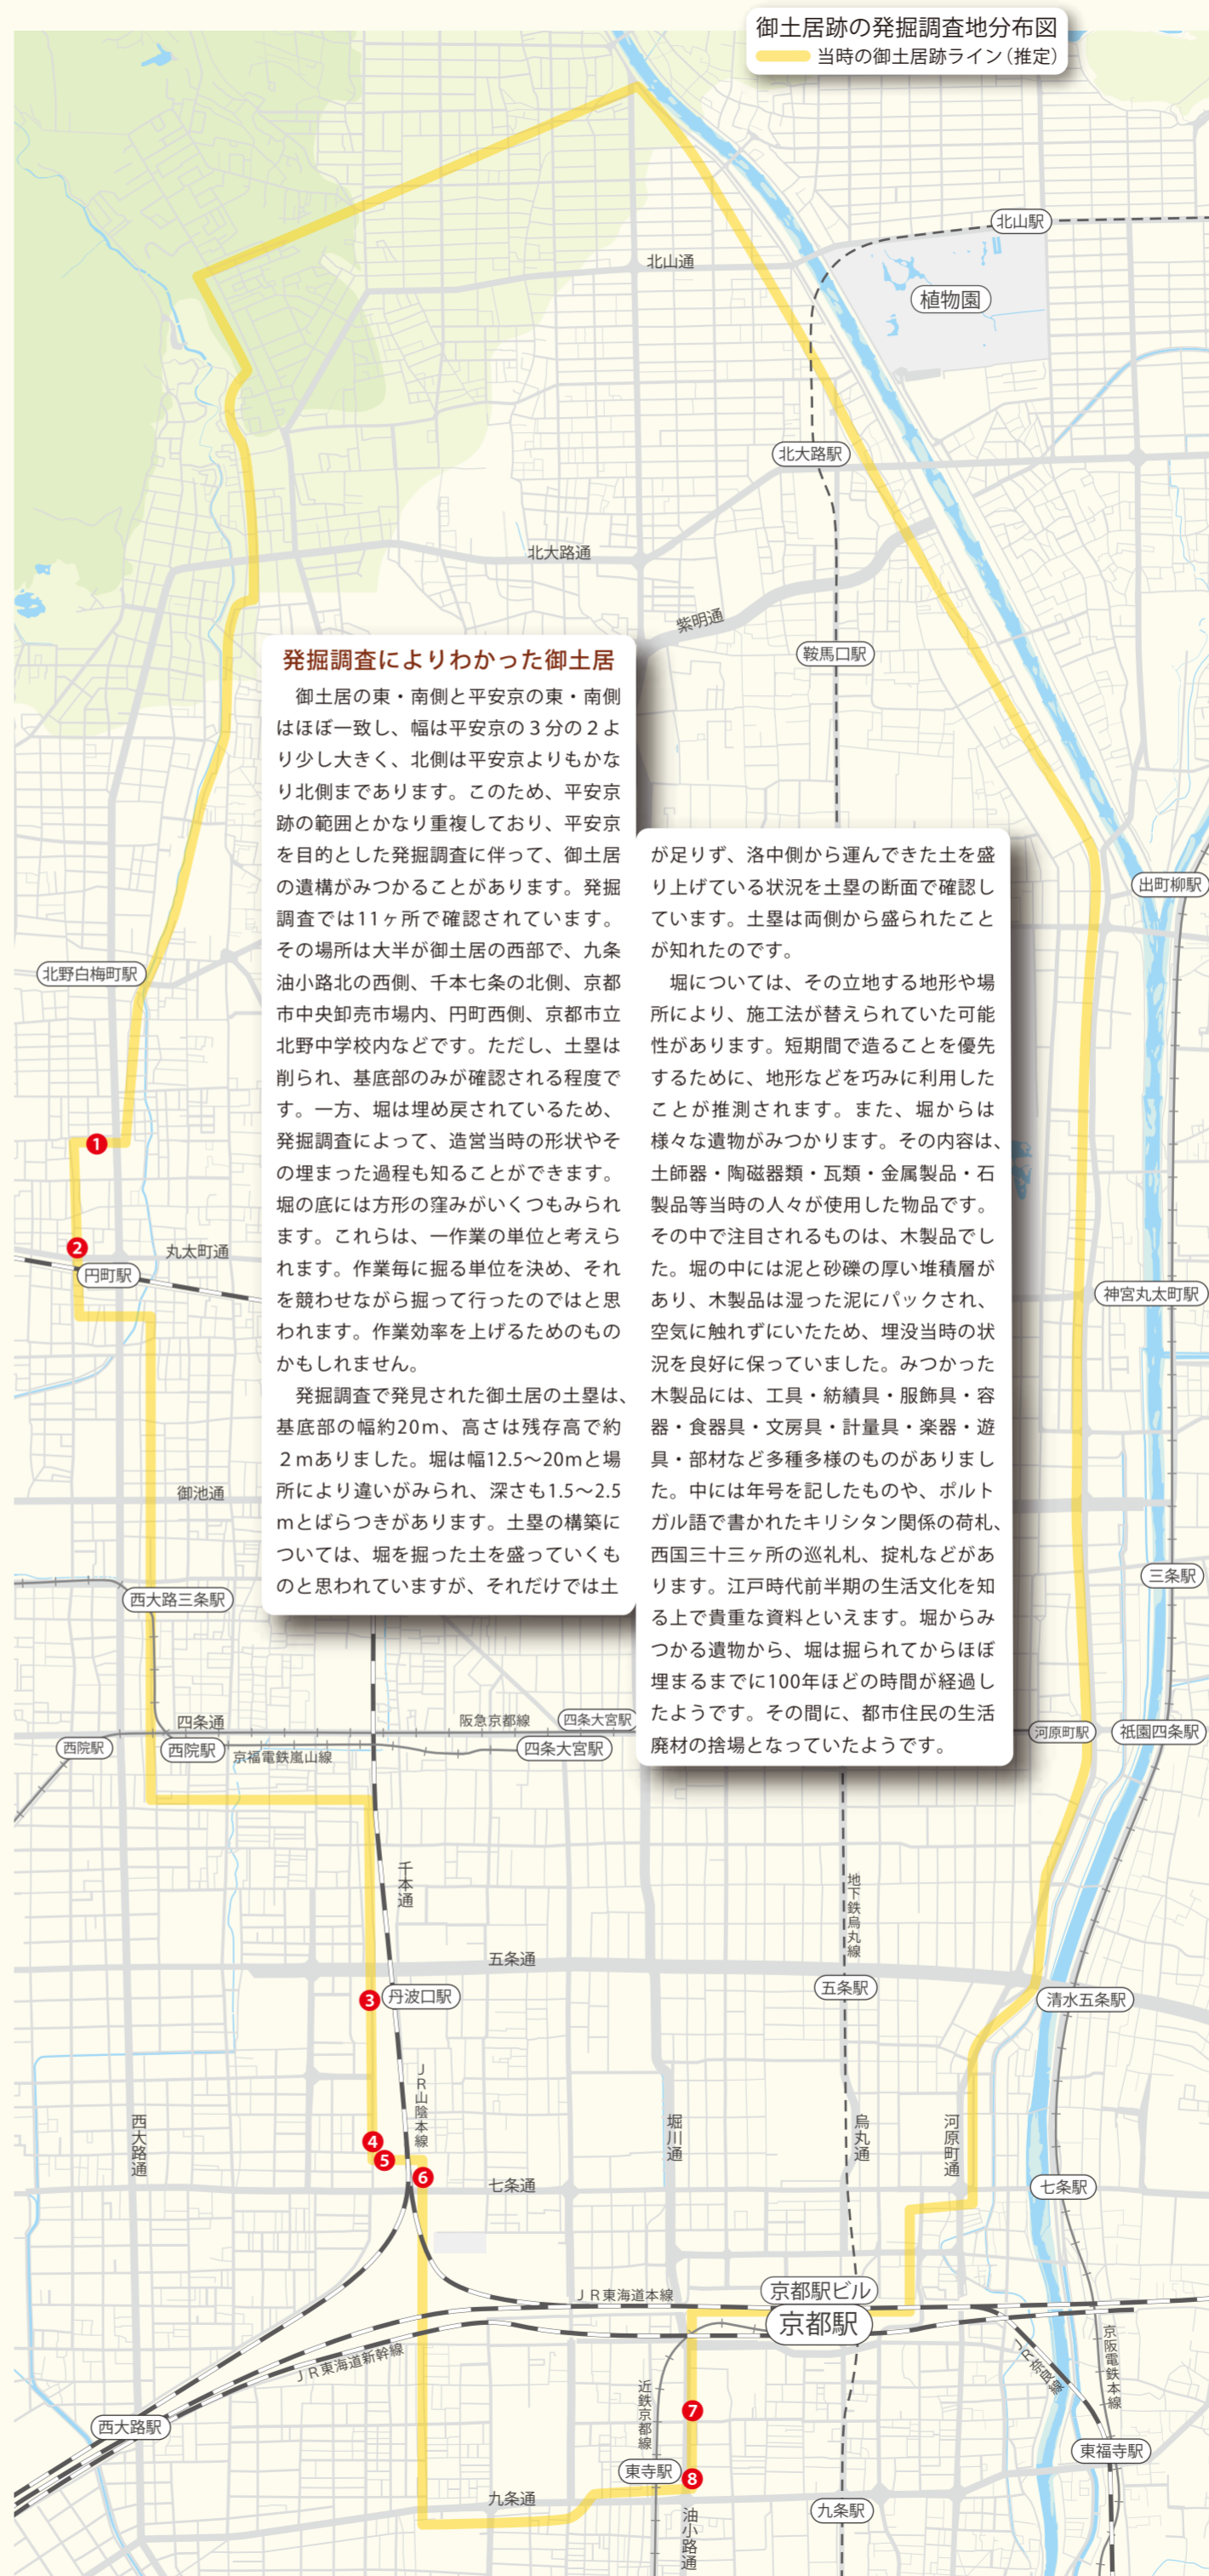 御土居跡の発掘調査地分布図
当時の御土居跡ライン（推定）
北山駅
北山通
植物園
北大路駅
北大路通
紫明通
鞍馬口駅
発掘調査によりわかった御土居
御土居の東・南側と平安京の東・南側
はほぼ一致し、幅は平安京の３分の２よ
り少し大きく、北側は平安京よりもかな
り北側まであります。このため、平安京
跡の範囲とかなり重複しており、平安京
を目的とした発掘調査に伴って、御土居
の遺構がみつかることがあります。発掘
調査では11ヶ所で確認されています。
その場所は大半が御土居の西部で、九条
油小路北の西側、千本七条の北側、京都
市中央卸売市場内、円町西側、京都市立
北野中学校内などです。ただし、土塁は
削られ、基底部のみが確認される程度で
す。一方、堀は埋め戻されているため、
発掘調査によって、造営当時の形状やそ
の埋まった過程も知ることができます。
堀の底には方形の窪みがいくつもみられ
ます。これらは、一作業の単位と考えら
れます。作業毎に掘る単位を決め、それ
を競わせながら掘って行ったのではと思
われます。作業効率を上げるためのもの
かもしれません。
発掘調査で発見された御土居の土塁は、
基底部の幅約20m、高さは残存高で約
２mありました。堀は幅12.5〜20mと場
所により違いがみられ、深さも1.5〜2.5
mとばらつきがあります。土塁の構築に
ついては、堀を掘った土を盛っていくも
のと思われていますが、それだけでは土
が足りず、洛中側から運んできた土を盛
り上げている状況を土塁の断面で確認し
ています。土塁は両側から盛られたこと
が知れたのです。
堀については、その立地する地形や場
所により、施工法が替えられていた可能
性があります。短期間で造ることを優先
するために、地形などを巧みに利用した
ことが推測されます。また、堀からは
様々な遺物がみつかります。その内容は、
土師器・陶磁器類・瓦類・金属製品・石
製品等当時の人々が使用した物品です。
その中で注目されるものは、木製品でし
た。堀の中には泥と砂礫の厚い堆積層が
あり、木製品は湿った泥にパックされ、
空気に触れずにいたため、埋没当時の状
況を良好に保っていました。みつかった
木製品には、工具・紡績具・服飾具・容
器・食器具・文房具・計量具・楽器・遊
具・部材など多種多様のものがありまし
た。中には年号を記したものや、ポルト
ガル語で書かれたキリシタン関係の荷札、
西国三十三ヶ所の巡礼札、掟札などがあ
ります。江戸時代前半期の生活文化を知
る上で貴重な資料といえます。堀からみ
つかる遺物から、堀は掘られてからほぼ
埋まるまでに100年ほどの時間が経過し
たようです。その間に、都市住民の生活
廃材の捨場となっていたようです。
出町柳駅
北野白梅町駅
1
2
丸太町通
円町駅
神宮丸太町駅
御池通
三条駅
西大路三条駅
四条通
阪急京都線
四条大宮駅
河原町駅
祇園四条駅
西院駅
西院駅
京福電鉄嵐山線
四条大宮駅
千本通
地下鉄烏丸線
五条通
3
丹波口駅
五条駅
清水五条駅
ＪＲ山陰本線
西大路通
堀川通
烏丸通
河原町通
4
5
6
七条通
七条駅
ＪＲ東海道本線
京都駅ビル
京都駅
ＪＲ東海道新幹線
ＪＲ奈良線
京阪電鉄本線
近鉄京都線
7
西大路駅
東福寺駅
東寺駅
8
九条通
油小路通
九条駅